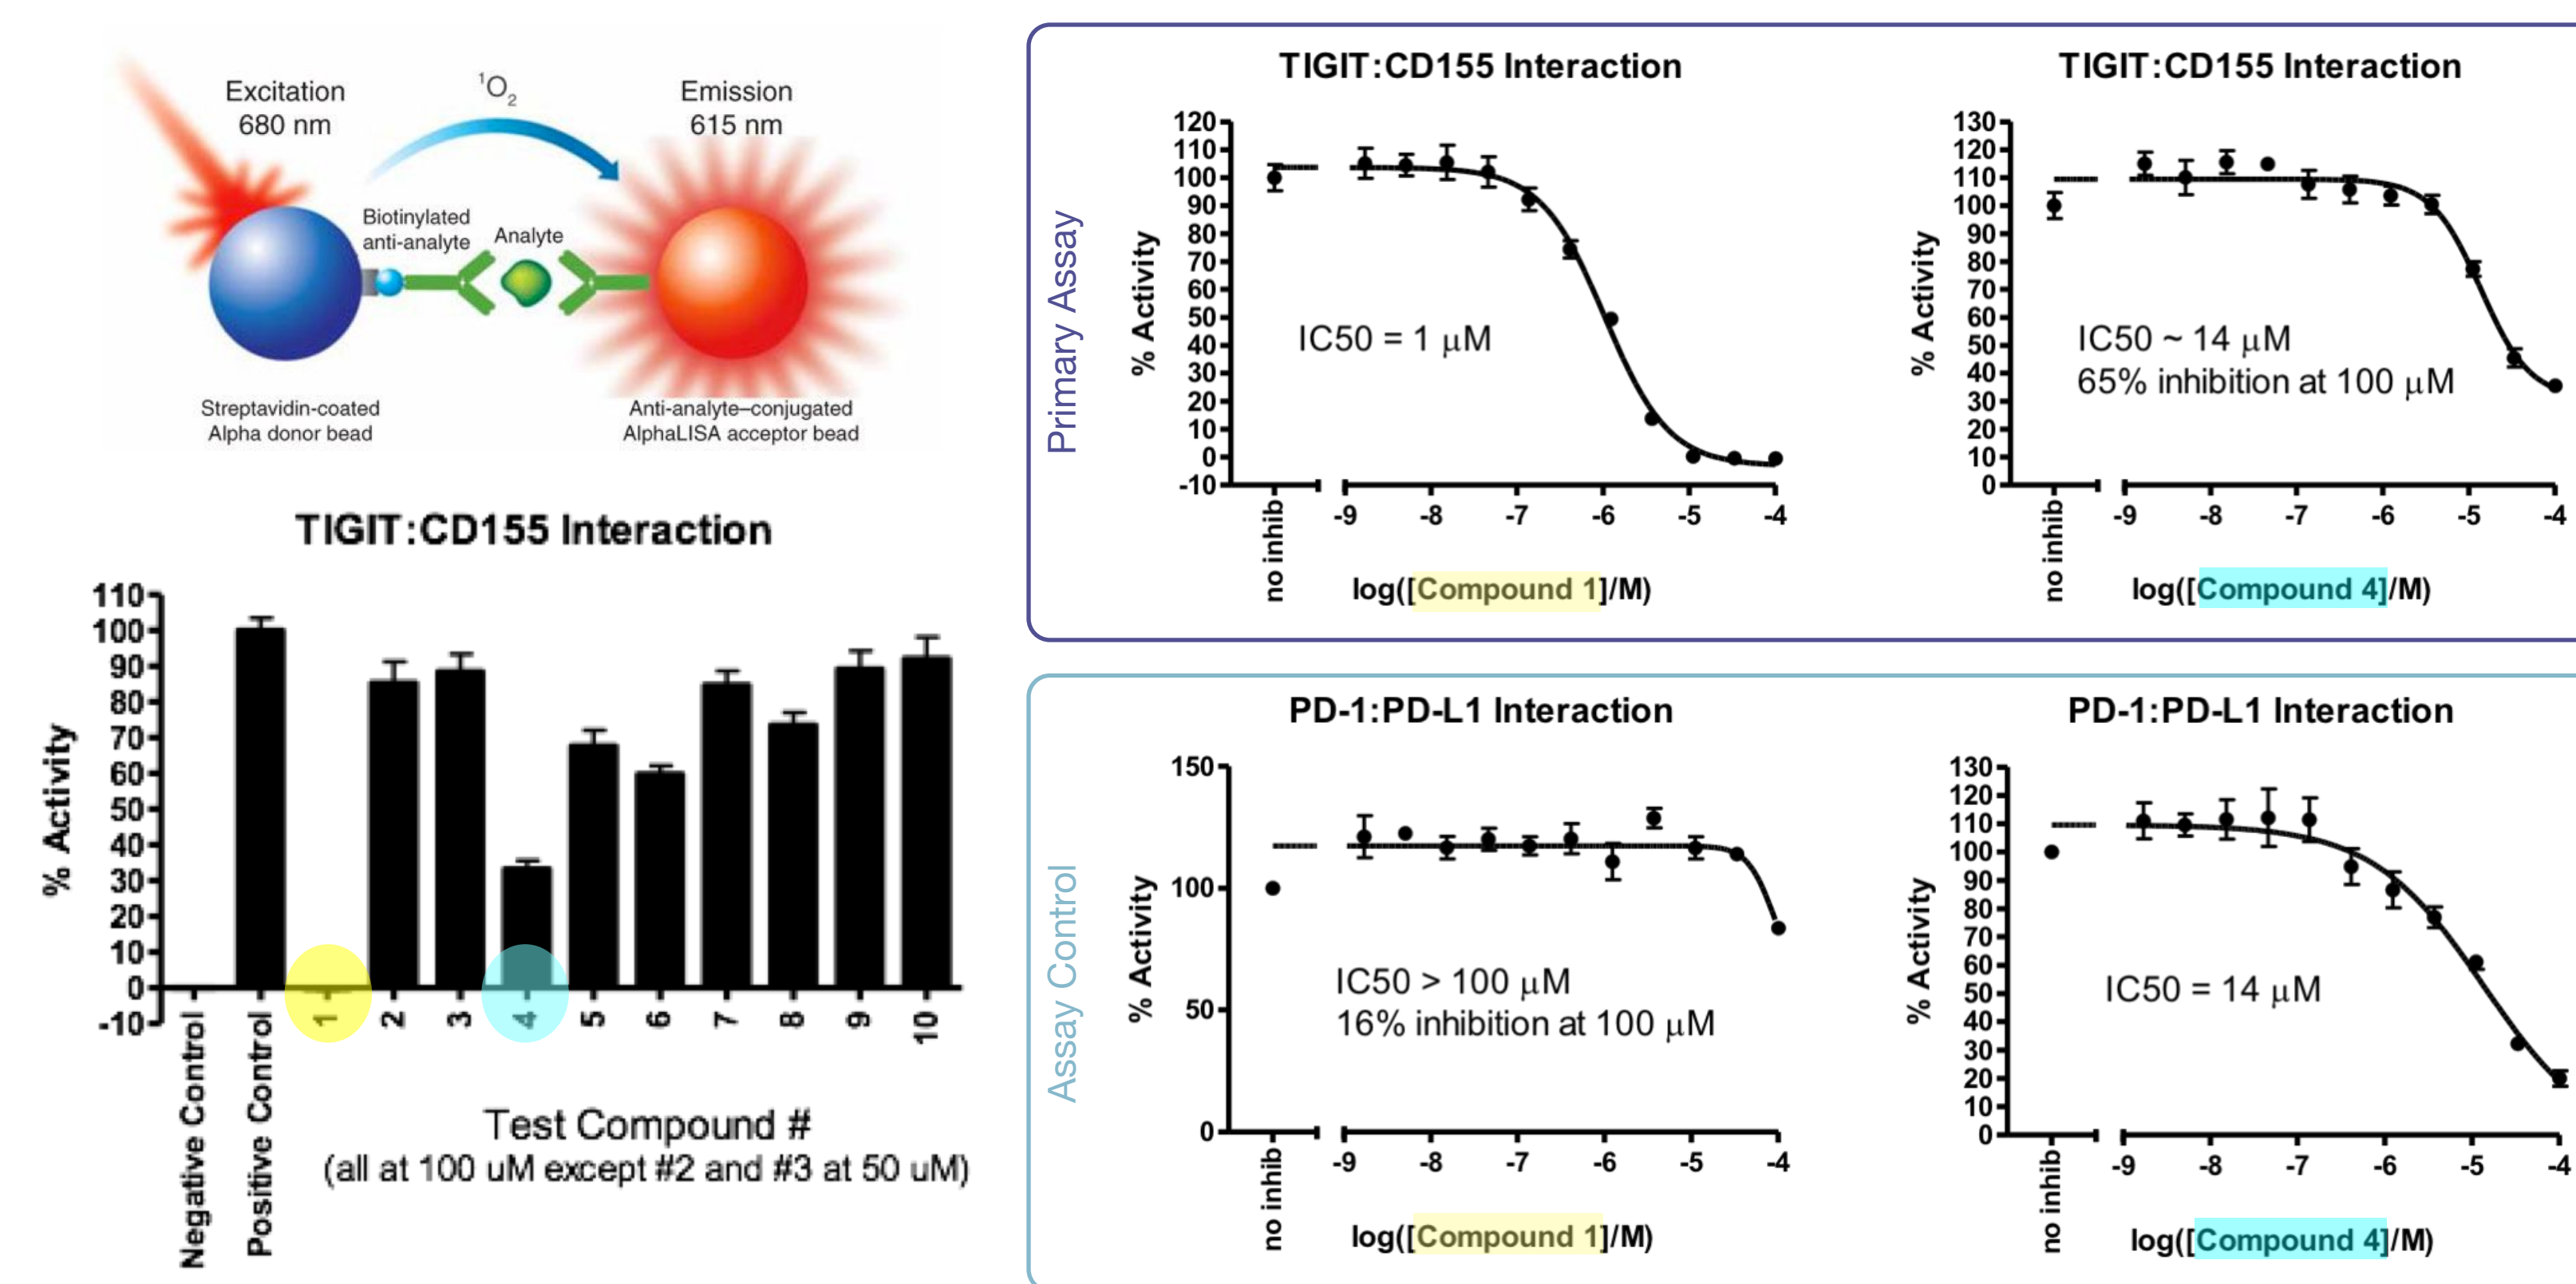 Excitation
680 nm
¹O₂
Emission
615 nm
Biotinylated
anti-analyte
Analyte
Streptavidin-coated
Alpha donor bead
Anti-analyte–conjugated
AlphaLISA acceptor bead
TIGIT:CD155 Interaction
% Activity
110
100
90
80
70
60
50
40
30
20
10
0
-10
Negative Control
Positive Control
1
2
3
4
5
6
7
8
9
10
Test Compound #
(all at 100 uM except #2 and #3 at 50 uM)
Primary Assay
TIGIT:CD155 Interaction
% Activity
120
110
100
90
80
70
60
50
40
30
20
10
0
-10
IC50 = 1 μM
no inhib
-9 -8 -7 -6 -5 -4
log([Compound 1]/M)
TIGIT:CD155 Interaction
% Activity
130
120
110
100
90
80
70
60
50
40
30
20
10
0
IC50 ~ 14 μM
65% inhibition at 100 μM
no inhib
-9 -8 -7 -6 -5 -4
log([Compound 4]/M)
Assay Control
PD-1:PD-L1 Interaction
% Activity
150
100
50
0
IC50 > 100 μM
16% inhibition at 100 μM
no inhib
-9 -8 -7 -6 -5 -4
log([Compound 1]/M)
PD-1:PD-L1 Interaction
% Activity
130
120
110
100
90
80
70
60
50
40
30
20
10
0
IC50 = 14 μM
no inhib
-9 -8 -7 -6 -5 -4
log([Compound 4]/M)